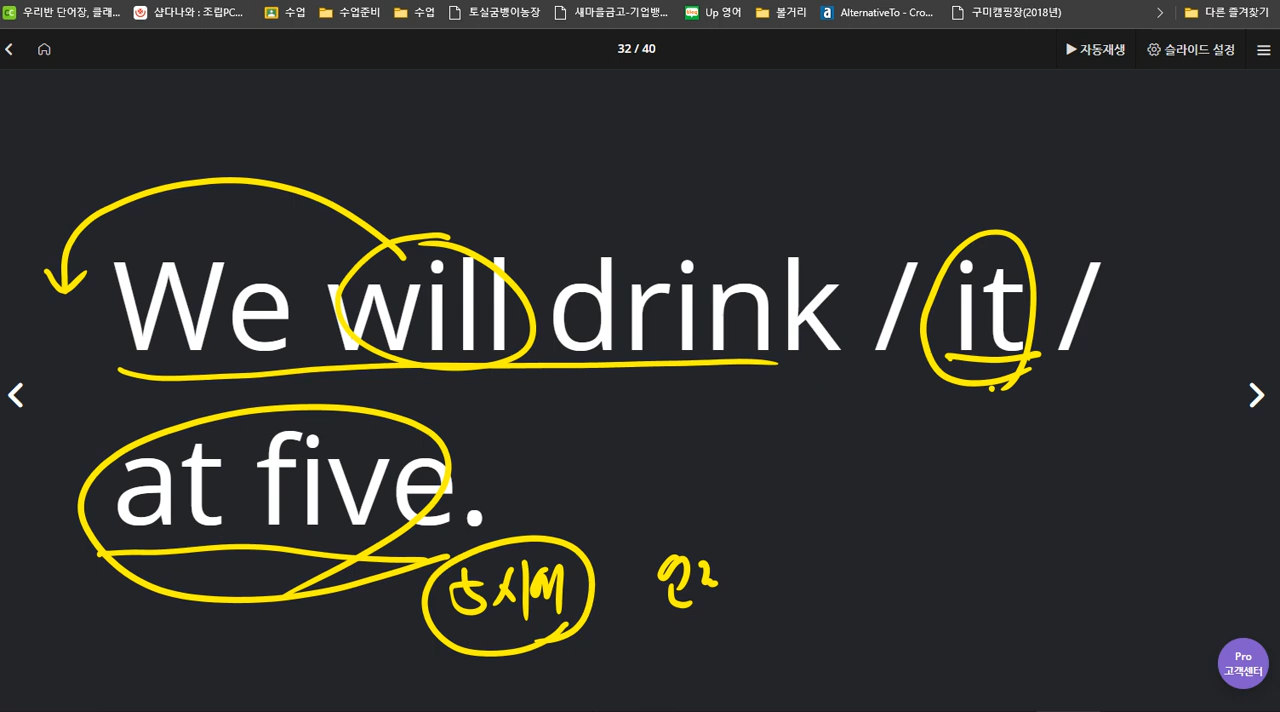 우리반 단어장, 클래... 샵다나와 : 조립PC... 수업 수업준비 수업 토실굼벵이농장 새마을금고-기업뱅... Up 영어 볼거리 AlternativeTo - Cro... 구미캠핑장(2018년) 다른 즐겨찾기
32 / 40 자동재생 슬라이드 설정
We will drink / it /
at five.
5시에
Pro
고객센터